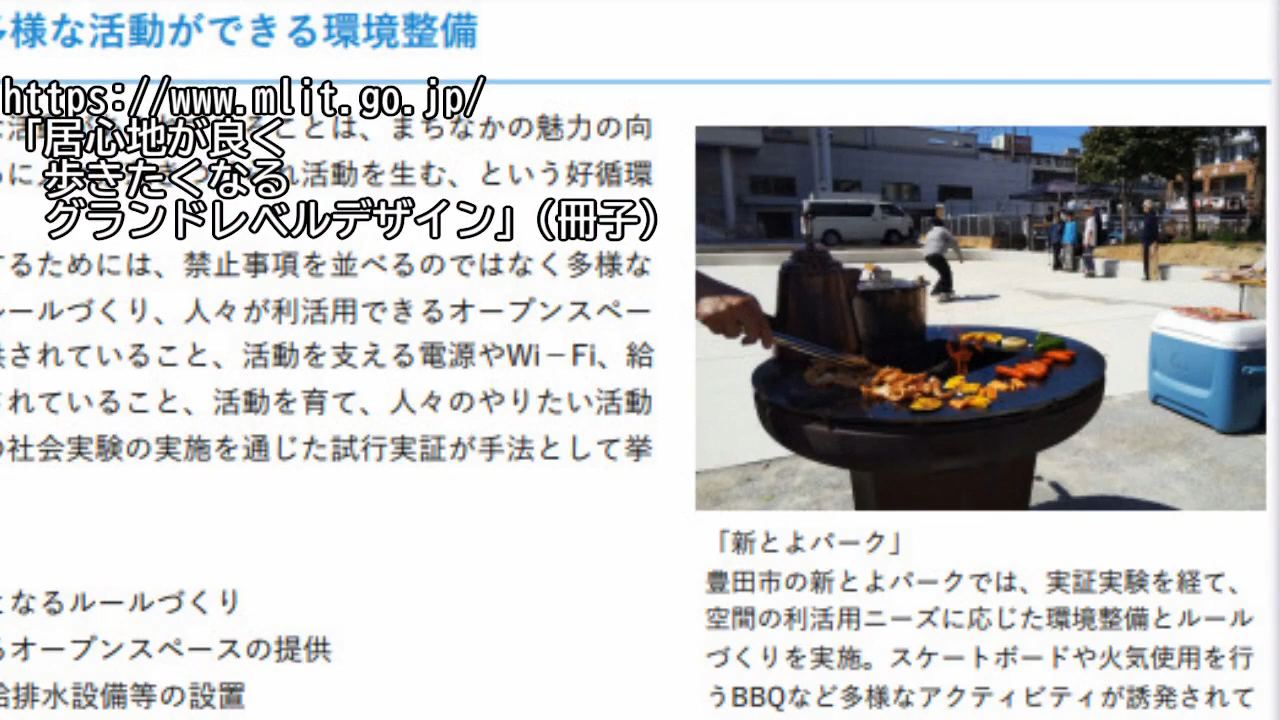 様な活動ができる環境整備
https://www.mlit.go.jp/
「居心地が良く
歩きたくなる
グランドレベルデザイン」（冊子）
ことは、まちなかの魅力の向
活動を生む、という好循環
するためには、禁止事項を並べるのではなく多様な
ルールづくり、人々が利活用できるオープンスペー
されていること、活動を支える電源やWi－Fi、給
されていること、活動を育て、人々のやりたい活動
の社会実験の実施を通じた試行実証が手法として挙
となるルールづくり
るオープンスペースの提供
給排水設備等の設置
「新とよパーク」
豊田市の新とよパークでは、実証実験を経て、
空間の利活用ニーズに応じた環境整備とルール
づくりを実施。スケートボードや火気使用を行
うBBQなど多様なアクティビティが誘発されて